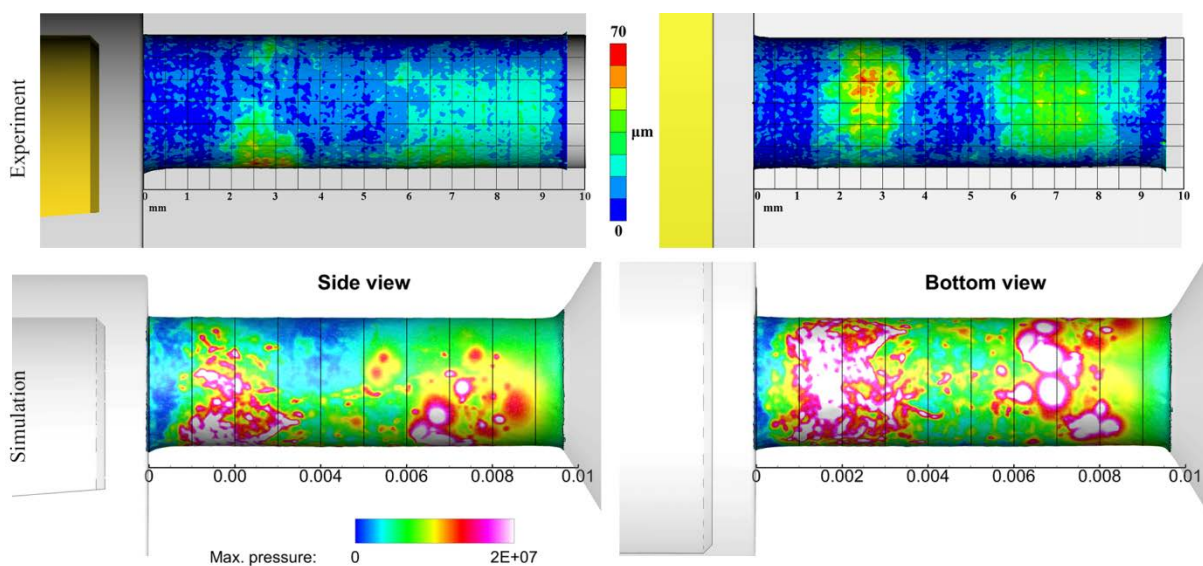 Experiment
0 1 2 3 4 5 6 7 8 9 10
mm
70
µm
0
0 1 2 3 4 5 6 7 8 9 10
mm
Simulation
Side view
0.00 0.00 0.004 0.006 0.008 0.01
Bottom view
0.00 0.002 0.004 0.006 0.008 0.01
Max. pressure: 0 2E+07